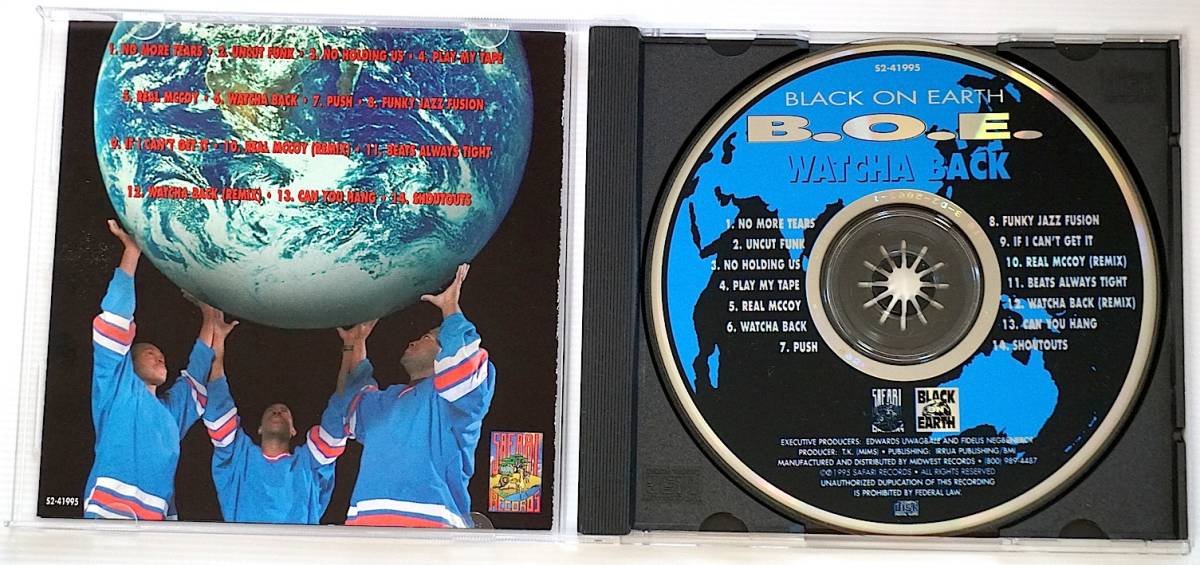 1. NO MORE TEARS • 2. UNCUT FUNK • 3. NO HOLDING US • 4. PLAY MY TAPE
5. REAL MCCOY • 6. WATCHA BACK • 7. PUSH • 8. FUNKY JAZZ FUSION
9. IF I CAN'T GET IT • 10. REAL MCCOY (REMIX) • 11. BEATS ALWAYS TIGHT
12. WATCHA BACK (REMIX) • 13. CAN YOU HANG • 14. SHOUTOUTS
SAFARI
RECORDS
S2-41995
S2-41995
BLACK ON EARTH
B.O.E.
WATCHA BACK
1. NO MORE TEARS
2. UNCUT FUNK
3. NO HOLDING US
4. PLAY MY TAPE
5. REAL MCCOY
6. WATCHA BACK
7. PUSH
8. FUNKY JAZZ FUSION
9. IF I CAN'T GET IT
10. REAL MCCOY (REMIX)
11. BEATS ALWAYS TIGHT
12. WATCHA BACK (REMIX)
13. CAN YOU HANG
14. SHOUTOUTS
SAFARI
BLACK
ON
EARTH
EXECUTIVE PRODUCERS: EDWARDS UWAGBALE AND FIDELIS
PRODUCER: T.K. (MIMS) • PUBLISHING: IRRUA PUBLISHING/BMI
MANUFACTURED AND DISTRIBUTED BY MIDWEST RECORDS • (800) 989-4487
©℗1995 SAFARI RECORDS • ALL RIGHTS RESERVED
UNAUTHORIZED DUPUCATION OF THIS RECORDING
IS PROHIBITED BY FEDERAL LAW.
disc